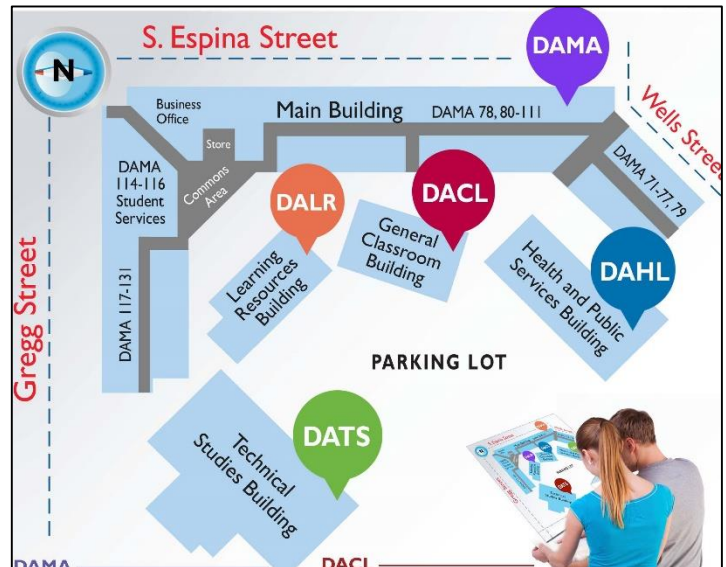 N
S. Espina Street
DAMA
Wells Street
Business
Office
Main Building
DAMA 78, 80-111
Store
Commons
Area
DAMA
114-116
Student
Services
DAMA 71-77, 79
DALR
DACL
General
Classroom
Building
Learning
Resources
Building
DAHL
Health and Public
Services Building
Gregg Street
DAMA 117-131
PARKING LOT
DATS
Technical
Studies Building
DAMA
DACL